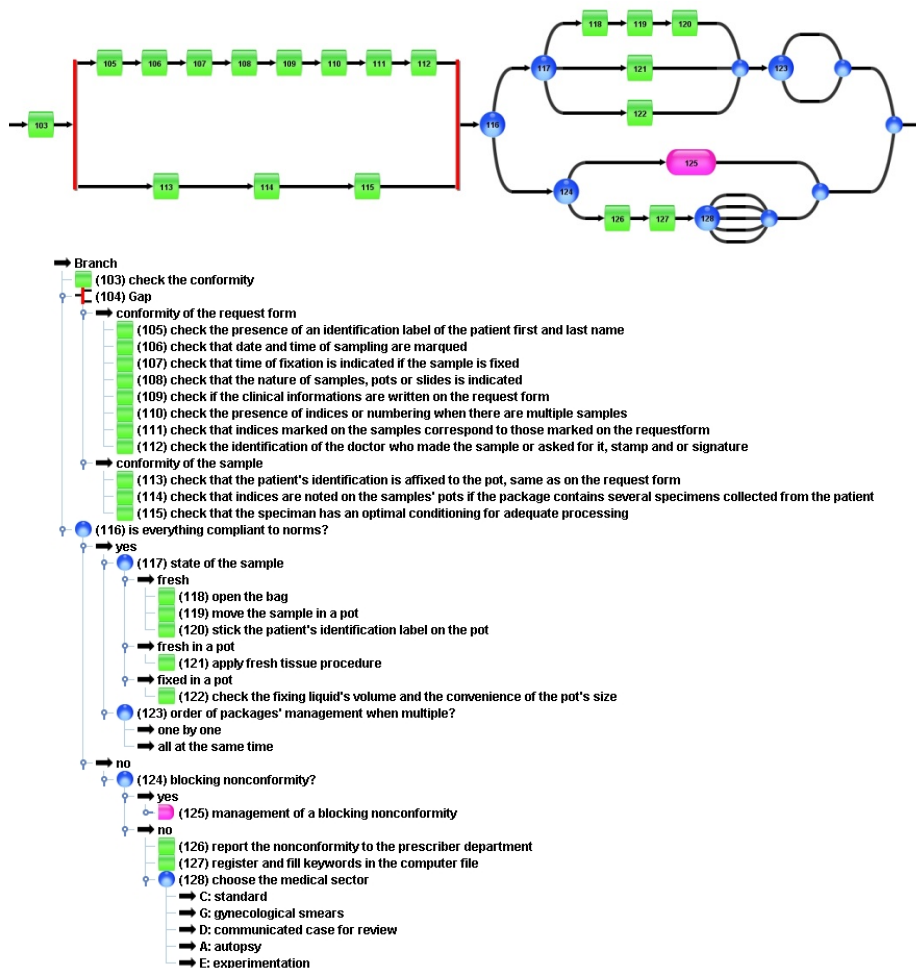 118 119 120
105 106 107 108 109 110 111 112
117 121 123
103
122
116
125
113 114 115
124
126 127 128
Branch
(103) check the conformity
(104) Gap
conformity of the request form
(105) check the presence of an identification label of the patient first and last name
(106) check that date and time of sampling are marqued
(107) check that time of fixation is indicated if the sample is fixed
(108) check that the nature of samples, pots or slides is indicated
(109) check if the clinical informations are written on the request form
(110) check the presence of indices or numbering when there are multiple samples
(111) check that indices marked on the samples correspond to those marked on the requestform
(112) check the identification of the doctor who made the sample or asked for it, stamp and or signature
conformity of the sample
(113) check that the patient's identification is affixed to the pot, same as on the request form
(114) check that indices are noted on the samples' pots if the package contains several specimens collected from the patient
(115) check that the speciman has an optimal conditioning for adequate processing
(116) is everything compliant to norms?
yes
(117) state of the sample
fresh
(118) open the bag
(119) move the sample in a pot
(120) stick the patient's identification label on the pot
fresh in a pot
(121) apply fresh tissue procedure
fixed in a pot
(122) check the fixing liquid's volume and the convenience of the pot's size
(123) order of packages' management when multiple?
one by one
all at the same time
no
(124) blocking nonconformity?
yes
(125) management of a blocking nonconformity
no
(126) report the nonconformity to the prescriber department
(127) register and fill keywords in the computer file
(128) choose the medical sector
C: standard
G: gynecological smears
D: communicated case for review
A: autopsy
E: experimentation